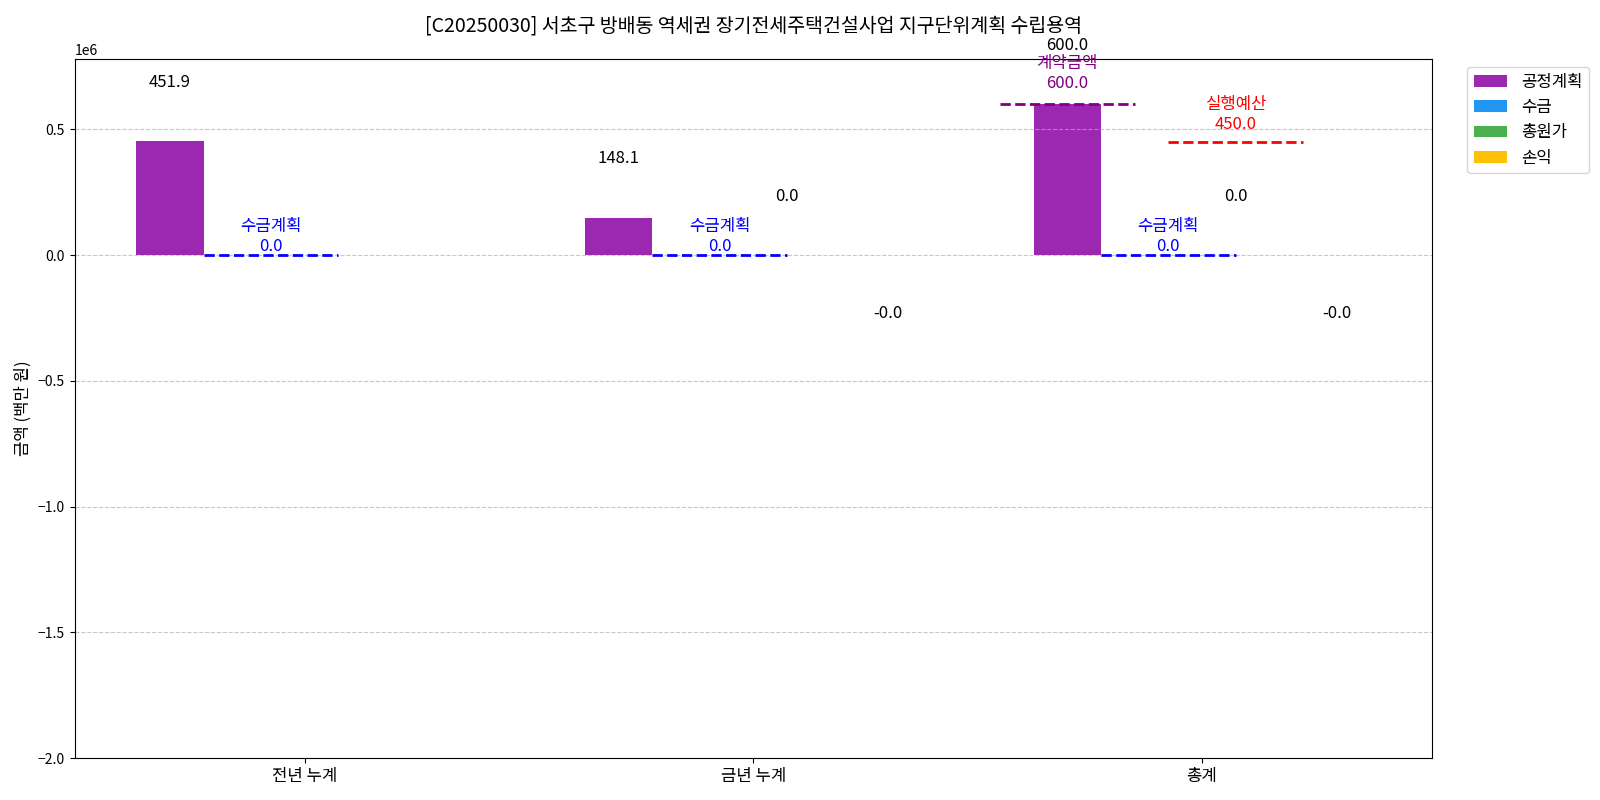 [C20250030] 서초구 방배동 역세권 장기전세주택건설사업 지구단위계획 수립용역
1e6
600.0
계약금액
600.0
451.9
실행예산
450.0
148.1
0.0
0.0
수금계획
0.0
수금계획
0.0
수금계획
0.0
-0.0
-0.0
0.5
0.0
−0.5
−1.0
−1.5
−2.0
금액 (백만 원)
전년 누계
금년 누계
총계
공정계획
수금
총원가
손익